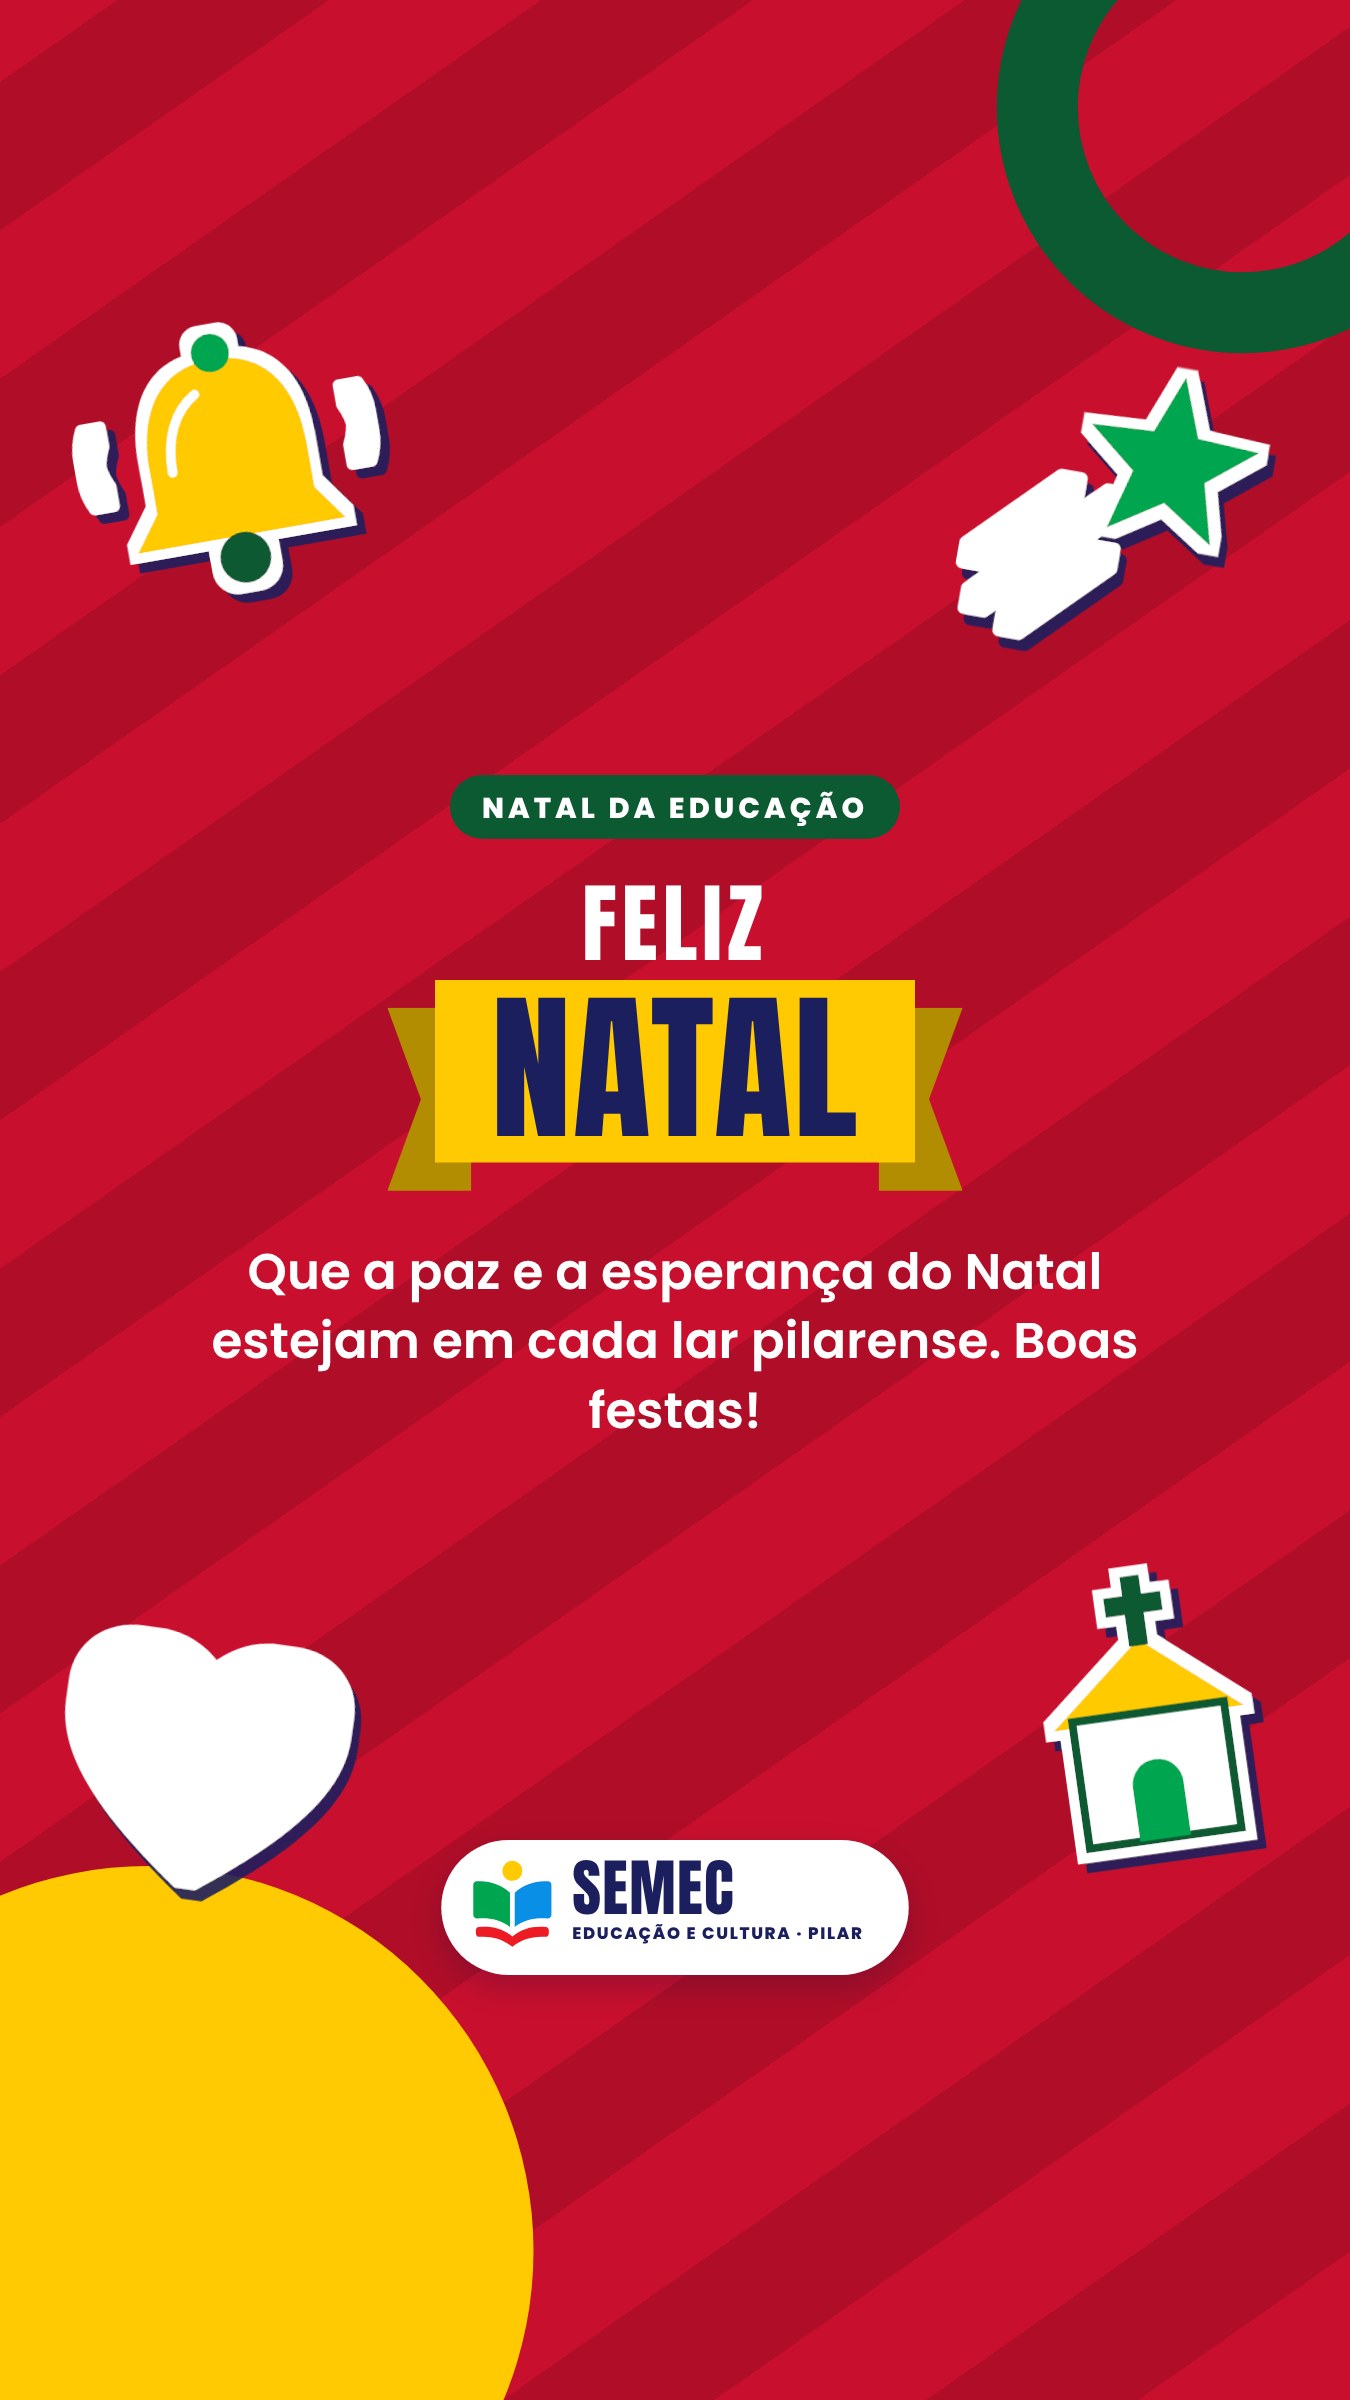 NATAL DA EDUCAÇÃO
FELIZ
NATAL
Que a paz e a esperança do Natal
estejam em cada lar pilarense. Boas
festas!
SEMEC
EDUCAÇÃO E CULTURA · PILAR